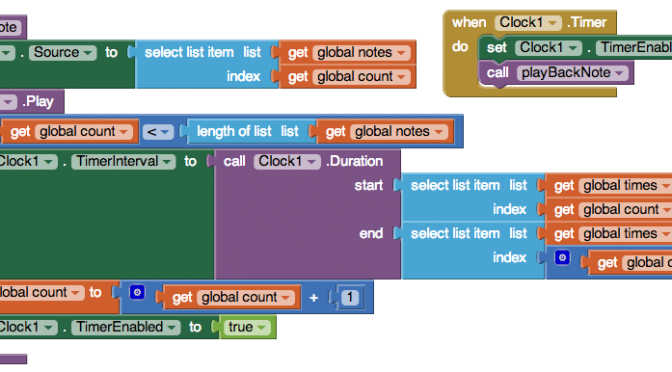 ote
. Source to select list item list get global notes
index get global count
.Play
get global count < length of list list get global notes
Clock1 . TimerInterval to call Clock1 .Duration
start select list item list get global times
index get global count
end select list item list get global times
index get global c
lobal count to get global count + 1
Clock1 . TimerEnabled to true
when Clock1 .Timer
do set Clock1 . TimerEnabl
call playBackNote